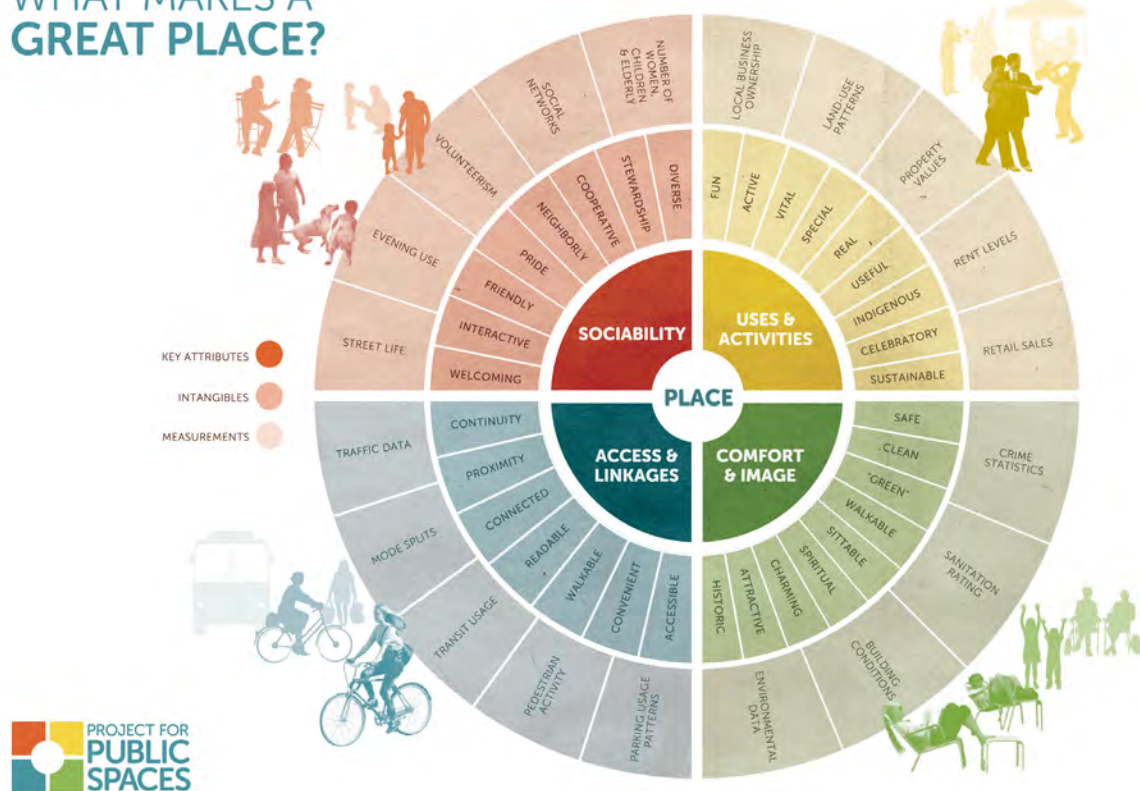 WHAT MAKES A
GREAT PLACE?
KEY ATTRIBUTES
INTANGIBLES
MEASUREMENTS
PLACE
SOCIABILITY
DIVERSE
STEWARDSHIP
COOPERATIVE
NEIGHBORLY
PRIDE
FRIENDLY
INTERACTIVE
WELCOMING
NUMBER OF
WOMEN,
CHILDREN
& ELDERLY
SOCIAL
NETWORKS
VOLUNTEERISM
EVENING USE
STREET LIFE
USES &
ACTIVITIES
FUN
ACTIVE
VITAL
SPECIAL
REAL
USEFUL
INDIGENOUS
CELEBRATORY
SUSTAINABLE
LOCAL BUSINESS
OWNERSHIP
LAND-USE
PATTERNS
PROPERTY
VALUES
RENT LEVELS
RETAIL SALES
ACCESS &
LINKAGES
CONTINUITY
PROXIMITY
CONNECTED
READABLE
WALKABLE
CONVENIENT
ACCESSIBLE
TRAFFIC DATA
MODE SPLITS
TRANSIT USAGE
PEDESTRIAN
ACTIVITY
PARKING USAGE
PATTERNS
COMFORT
& IMAGE
SAFE
CLEAN
"GREEN"
WALKABLE
SITTABLE
SPIRITUAL
CHARMING
ATTRACTIVE
HISTORIC
CRIME
STATISTICS
SANITATION
RATING
BUILDING
CONDITIONS
ENVIRONMENTAL
DATA
PROJECT FOR
PUBLIC
SPACES